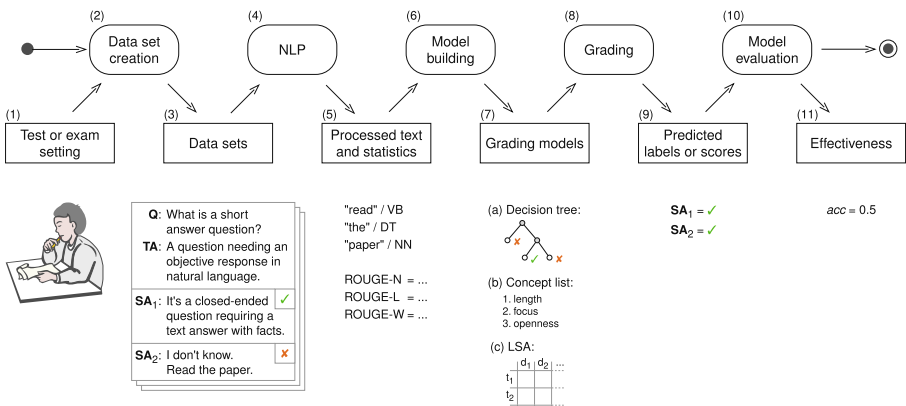 (2)
Data set
creation
(4)
NLP
(6)
Model
building
(8)
Grading
(10)
Model
evaluation
(1)
Test or exam
setting
(3)
Data sets
(5)
Processed text
and statistics
(7)
Grading models
(9)
Predicted
labels or scores
(11)
Effectiveness
Q: What is a short
answer question?
TA: A question needing an
objective response in
natural language.
SA1: It's a closed-ended ✓
question requiring a
text answer with facts.
SA2: I don't know. ✘
Read the paper.
"read" / VB
"the" / DT
"paper" / NN
ROUGE-N = ...
ROUGE-L = ...
ROUGE-W = ...
(a) Decision tree:
✘
✓ ✘
(b) Concept list:
1. length
2. focus
3. openness
(c) LSA:
d1 d2 ...
t1
t2
SA1 = ✓
SA2 = ✓
acc = 0.5